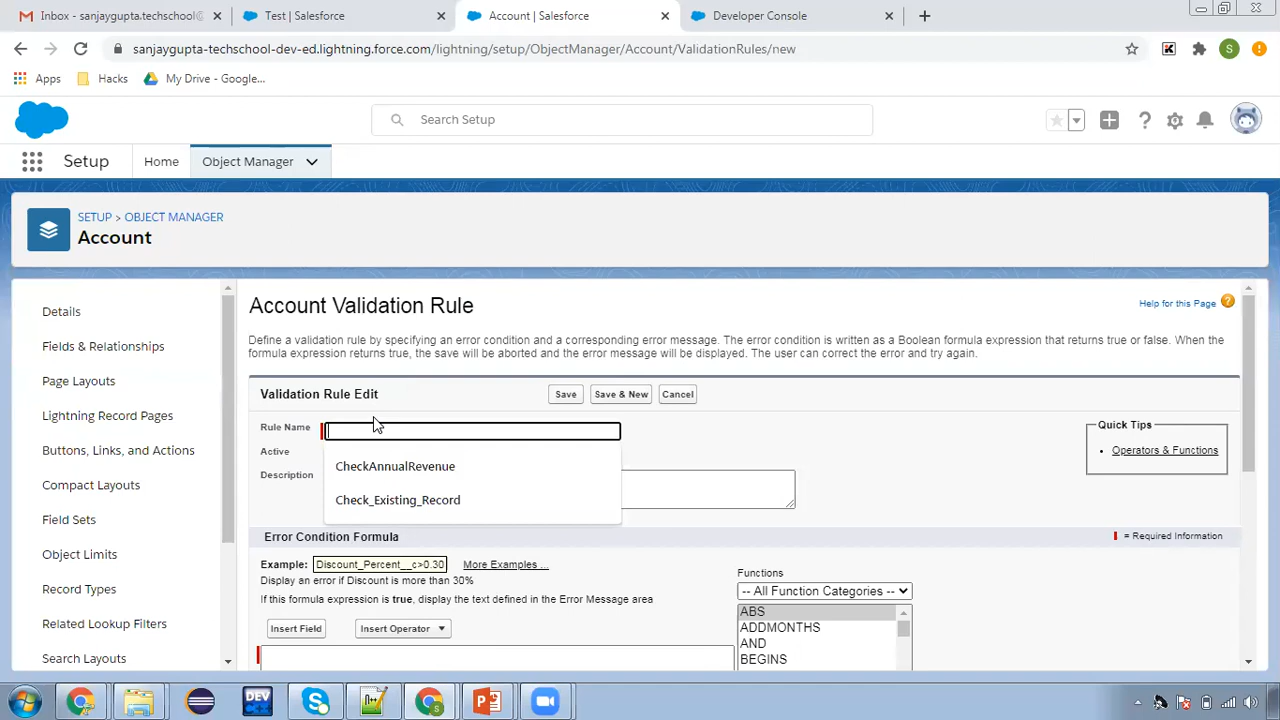 Inbox - sanjaygupta.techschool@
Test | Salesforce
Account | Salesforce
Developer Console
sanjaygupta-techschool-dev-ed.lightning.force.com/lightning/setup/ObjectManager/Account/ValidationRules/new
S
Apps
Hacks
My Drive - Google...
Search Setup
Setup
Home
Object Manager
SETUP > OBJECT MANAGER
Account
Details
Fields & Relationships
Page Layouts
Lightning Record Pages
Buttons, Links, and Actions
Compact Layouts
Field Sets
Object Limits
Record Types
Related Lookup Filters
Search Layouts
Account Validation Rule
Help for this Page
Define a validation rule by specifying an error condition and a corresponding error message. The error condition is written as a Boolean formula expression that returns true or false. When the
formula expression returns true, the save will be aborted and the error message will be displayed. The user can correct the error and try again.
Validation Rule Edit
Save
Save & New
Cancel
Rule Name
Active
Description
CheckAnnualRevenue
Check_Existing_Record
Quick Tips
• Operators & Functions
Error Condition Formula
= Required Information
Example: Discount_Percent__c>0.30 More Examples ...
Display an error if Discount is more than 30%
If this formula expression is true, display the text defined in the Error Message area
Insert Field
Insert Operator
Functions
-- All Function Categories --
ABS
ADDMONTHS
AND
BEGINS
DEV
C++